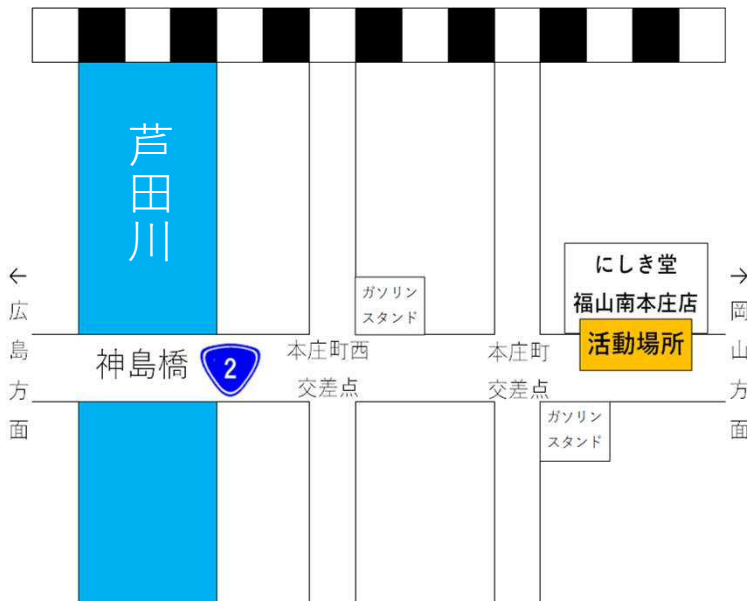 芦田川
にしき堂
福山南本庄店
活動場所
ガソリン
スタンド
←広島方面
→岡山方面
神島橋
2
本庄町西
交差点
本庄町
交差点
ガソリン
スタンド